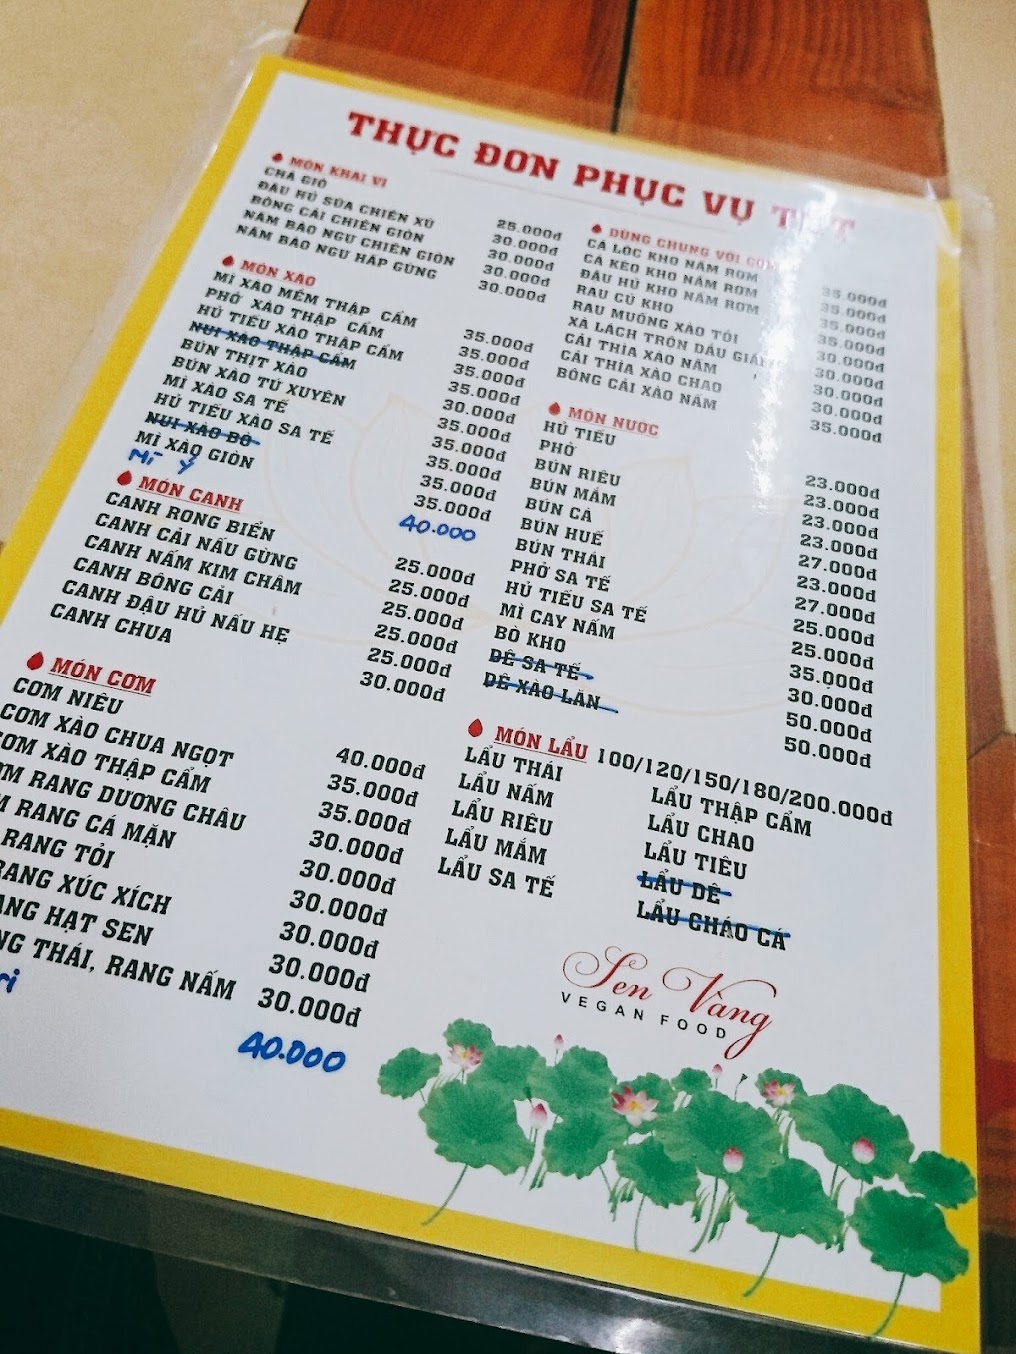 THỰC ĐƠN PHỤC VỤ TẾT
MÓN KHAI VỊ
CHẢ GIÒ 25.000đ
ĐẬU HỦ SỮA CHIÊN XÙ 30.000đ
BÔNG CẢI CHIÊN GIÒN 30.000đ
NẤM BÀO NGƯ CHIÊN GIÒN 30.000đ
NẤM BÀO NGƯ HẤP GỪNG 30.000đ
MÓN XÀO
MÌ XÀO MỀM THẬP CẨM 35.000đ
PHỞ XÀO THẬP CẨM 35.000đ
HỦ TIẾU XÀO THẬP CẨM 35.000đ
NUI XÀO THẬP CẨM 35.000đ
BÚN THỊT XÀO 30.000đ
BÚN XÀO TỨ XUYÊN 35.000đ
MÌ XÀO SA TẾ 35.000đ
HỦ TIẾU XÀO SA TẾ 35.000đ
NUI XÀO BÒ 35.000đ
MÌ XÀO GIÒN 35.000đ
Mì Ý 40.000
MÓN CANH
CANH RONG BIỂN 25.000đ
CANH CẢI NẤU GỪNG 25.000đ
CANH NẤM KIM CHÂM 25.000đ
CANH BÔNG CẢI 25.000đ
CANH ĐẬU HỦ NẤU HẸ 25.000đ
CANH CHUA 30.000đ
MÓN CƠM
CƠM NIÊU 40.000đ
CƠM XÀO CHUA NGỌT 35.000đ
CƠM XÀO THẬP CẨM 35.000đ
RANG DƯƠNG CHÂU 30.000đ
RANG CÁ MẶN 30.000đ
RANG TỎI 30.000đ
RANG XÚC XÍCH 30.000đ
HẠT SEN 30.000đ
THÁI, RANG NẤM 30.000đ
40.000
DÙNG CHUNG VỚI CƠM
CÁ LÓC KHO NẤM RƠM 35.000đ
CÁ KÈO KHO NẤM RƠM 35.000đ
ĐẬU HỦ KHO NẤM RƠM 35.000đ
RAU CỦ KHO 35.000đ
RAU MUỐNG XÀO TỎI 30.000đ
XÀ LÁCH TRỘN DẦU GIẤM 30.000đ
CẢI THÌA XÀO NẤM 30.000đ
CẢI THÌA XÀO CHAO 30.000đ
BÔNG CẢI XÀO NẤM 35.000đ
MÓN NƯỚC
HỦ TIẾU 23.000đ
PHỞ 23.000đ
BÚN RIÊU 23.000đ
BÚN MẮM 23.000đ
BÚN CÁ 27.000đ
BÚN HUẾ 23.000đ
BÚN THÁI 27.000đ
PHỞ SA TẾ 25.000đ
HỦ TIẾU SA TẾ 25.000đ
MÌ CAY NẤM 35.000đ
BÒ KHO 30.000đ
DÊ SA TẾ 50.000đ
DÊ XÀO LĂN 50.000đ
MÓN LẨU 100/120/150/180/200.000đ
LẨU THÁI
LẨU NẤM
LẨU RIÊU
LẨU MẮM
LẨU SA TẾ
LẨU THẬP CẨM
LẨU CHAO
LẨU TIÊU
LẨU DÊ
LẨU CHÁO CÁ
Sen Vàng
VEGAN FOOD